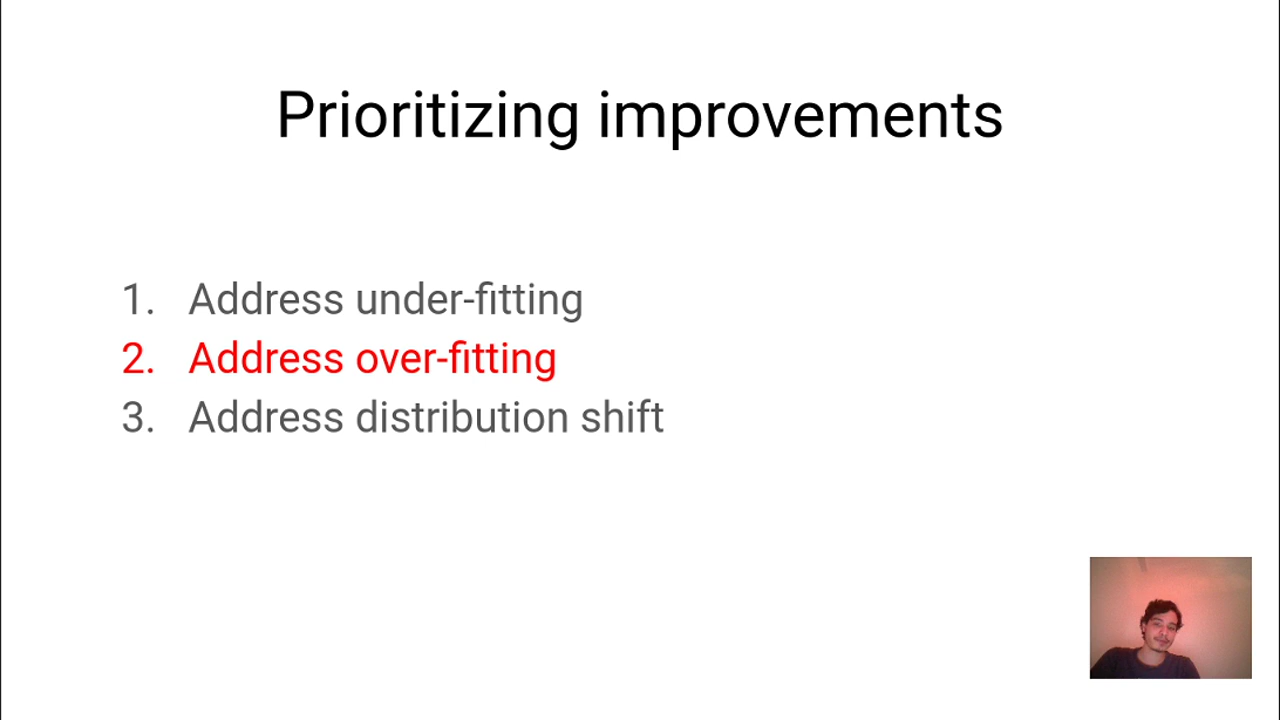 Prioritizing improvements
1. Address under-fitting
2. Address over-fitting
3. Address distribution shift